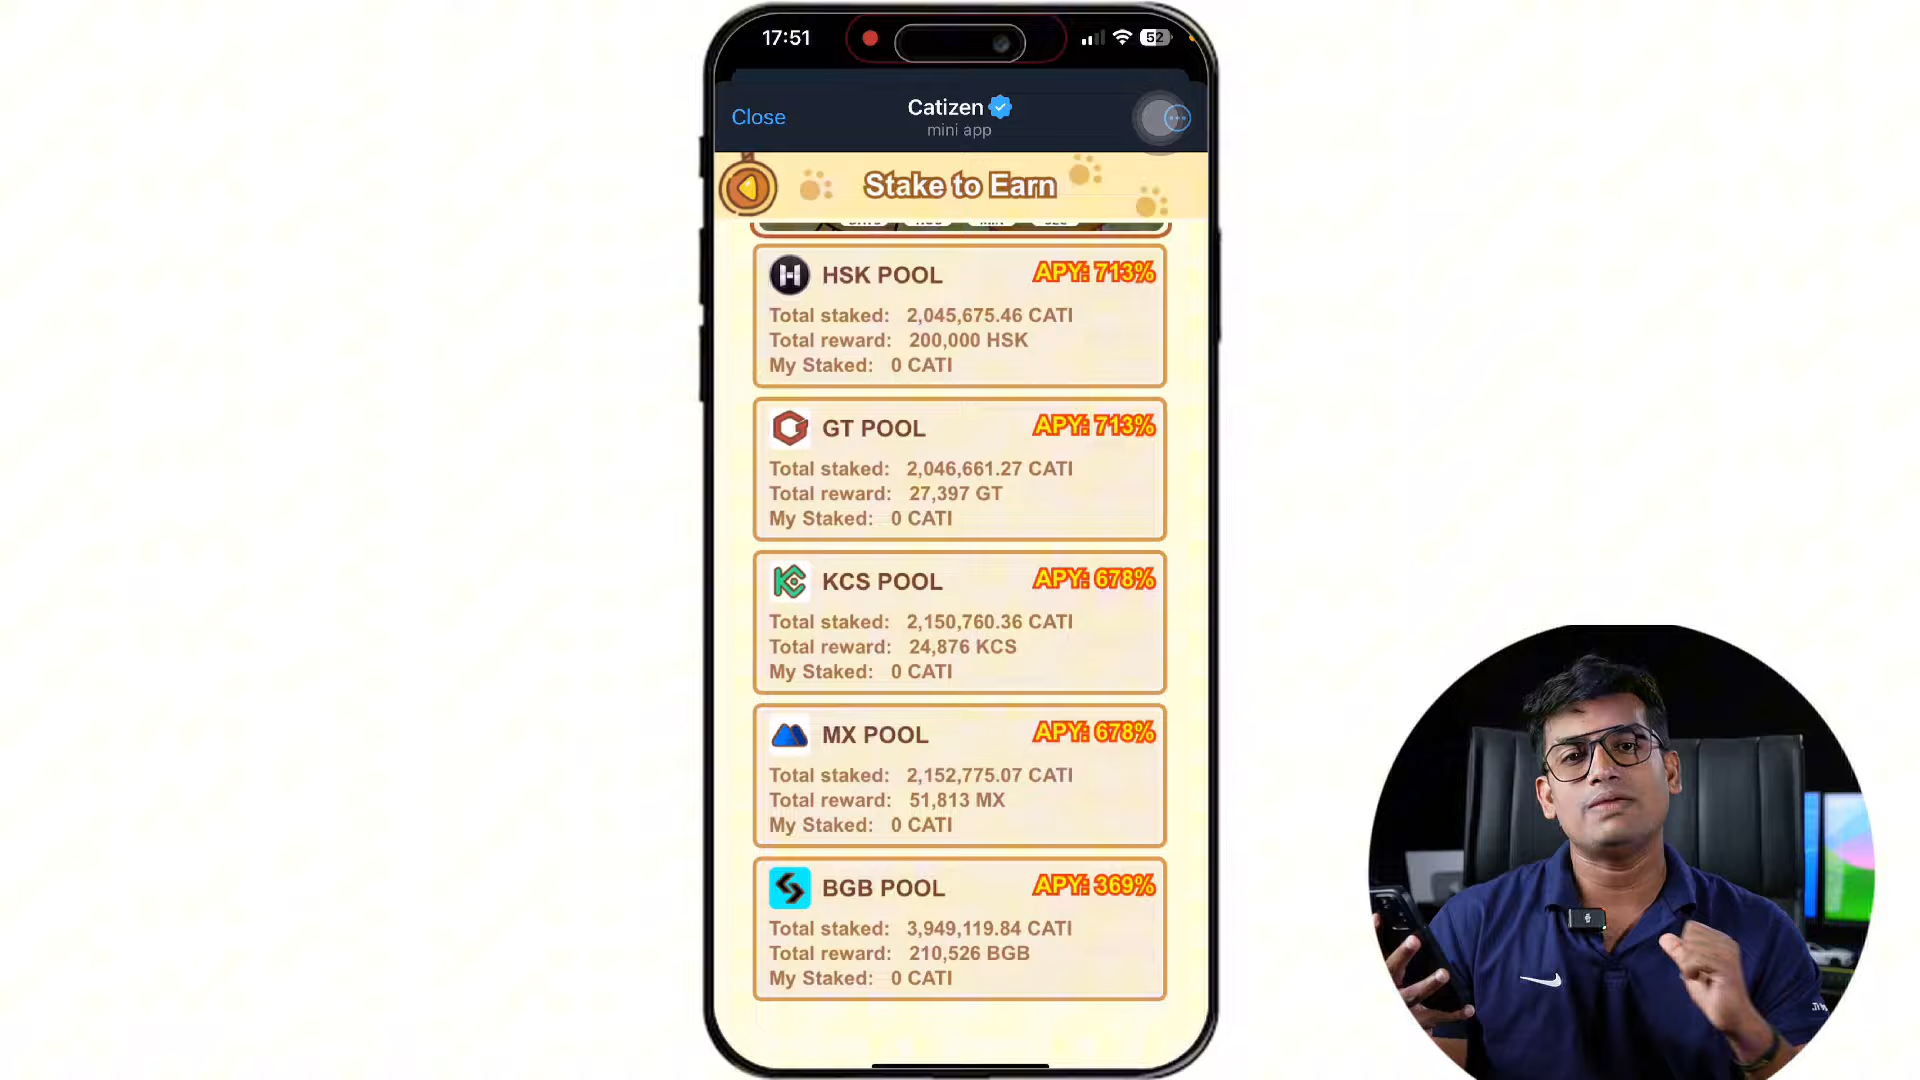 17:51
52
Close
Catizen
mini app
Stake to Earn
HSK POOL
APY: 713%
Total staked: 2,045,675.46 CATI
Total reward: 200,000 HSK
My Staked: 0 CATI
GT POOL
APY: 713%
Total staked: 2,046,661.27 CATI
Total reward: 27,397 GT
My Staked: 0 CATI
KCS POOL
APY: 678%
Total staked: 2,150,760.36 CATI
Total reward: 24,876 KCS
My Staked: 0 CATI
MX POOL
APY: 678%
Total staked: 2,152,775.07 CATI
Total reward: 51,813 MX
My Staked: 0 CATI
BGB POOL
APY: 369%
Total staked: 3,949,119.84 CATI
Total reward: 210,526 BGB
My Staked: 0 CATI